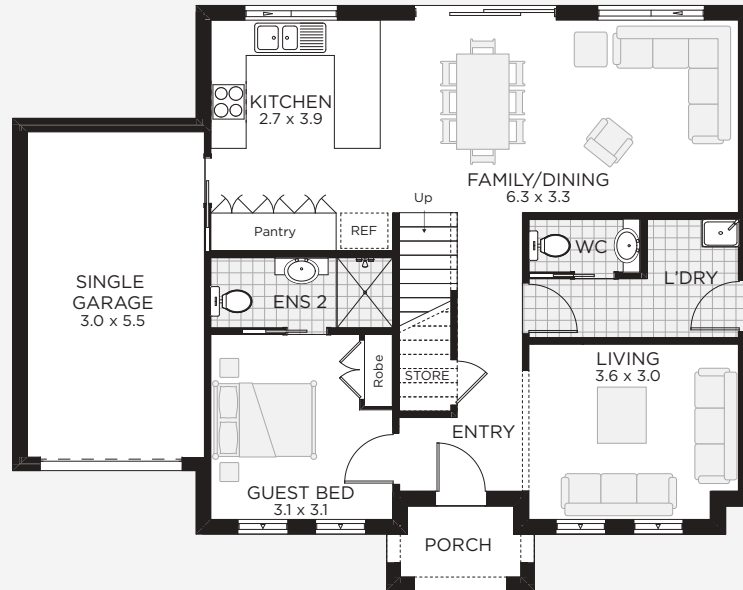 KITCHEN
2.7 x 3.9
FAMILY/DINING
6.3 x 3.3
Up
Pantry
REF
WC
L'DRY
SINGLE
GARAGE
3.0 x 5.5
ENS 2
Robe
STORE
LIVING
3.6 x 3.0
ENTRY
GUEST BED
3.1 x 3.1
PORCH